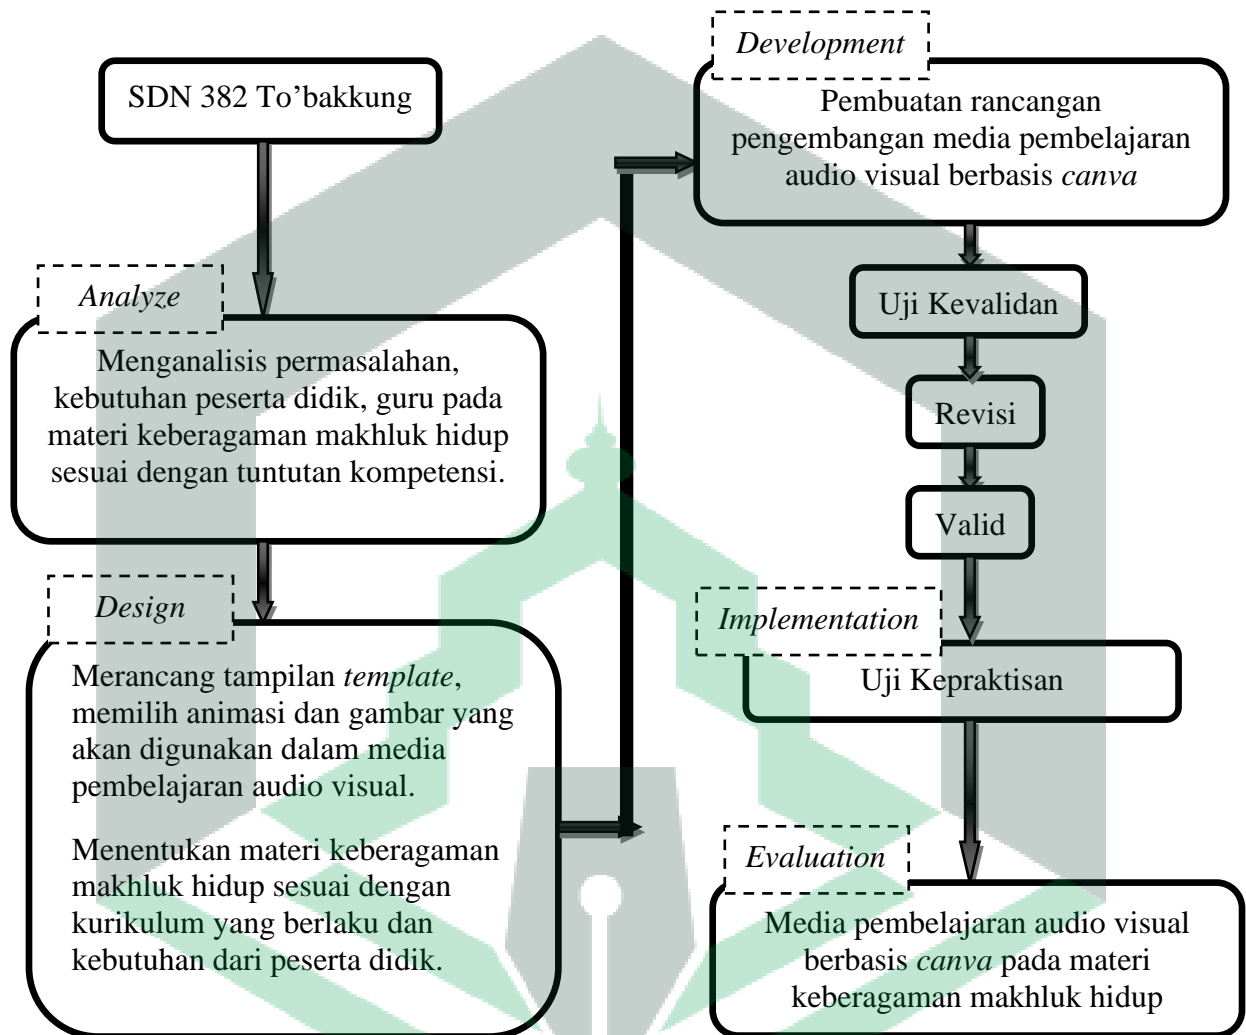 SDN 382 To’bakkung
Analyze
Menganalisis permasalahan,
kebutuhan peserta didik, guru pada
materi keberagaman makhluk hidup
sesuai dengan tuntutan kompetensi.
Design
Merancang tampilan template,
memilih animasi dan gambar yang
akan digunakan dalam media
pembelajaran audio visual.
Menentukan materi keberagaman
makhluk hidup sesuai dengan
kurikulum yang berlaku dan
kebutuhan dari peserta didik.
Development
Pembuatan rancangan
pengembangan media pembelajaran
audio visual berbasis canva
Uji Kevalidan
Revisi
Valid
Implementation
Uji Kepraktisan
Evaluation
Media pembelajaran audio visual
berbasis canva pada materi
keberagaman makhluk hidup